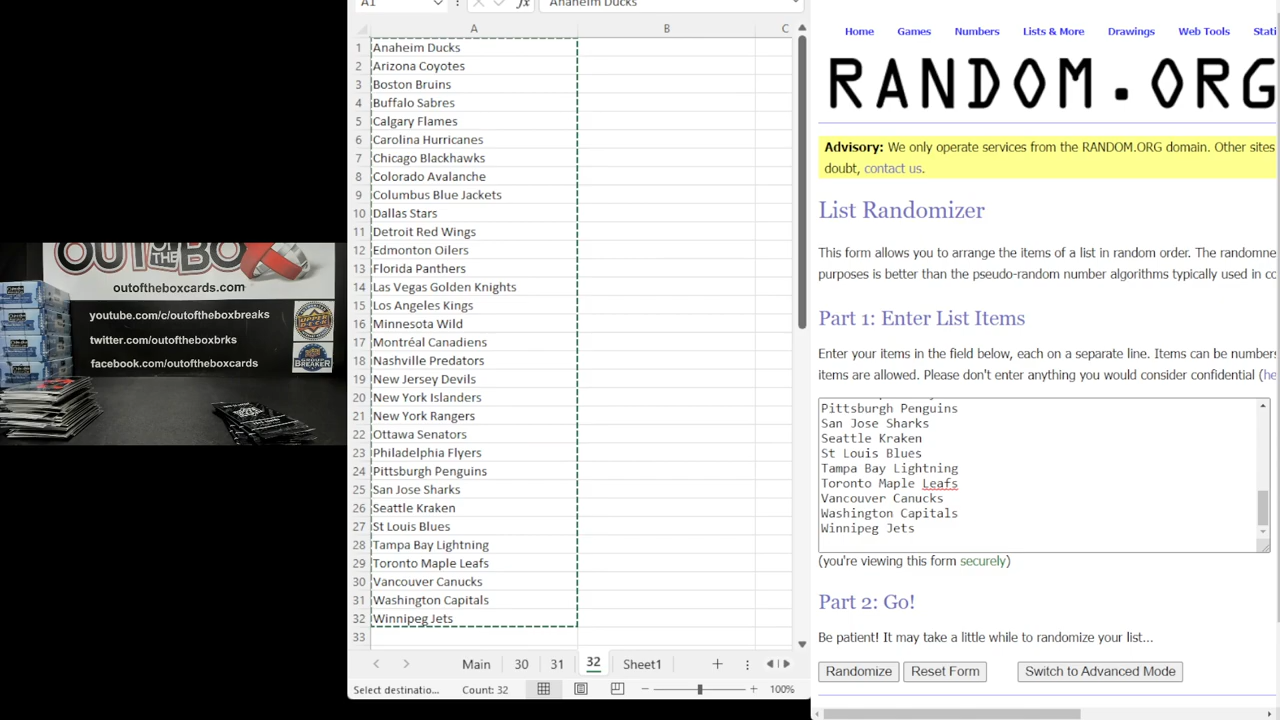 OUT OF THE BOX
outoftheboxcards.com
youtube.com/c/outoftheboxbreaks
twitter.com/outoftheboxbrks
facebook.com/outoftheboxcards
UPPER DECK
GROUP BREAKER
A1
fx
Anaheim Ducks
A B C
1 Anaheim Ducks
2 Arizona Coyotes
3 Boston Bruins
4 Buffalo Sabres
5 Calgary Flames
6 Carolina Hurricanes
7 Chicago Blackhawks
8 Colorado Avalanche
9 Columbus Blue Jackets
10 Dallas Stars
11 Detroit Red Wings
12 Edmonton Oilers
13 Florida Panthers
14 Las Vegas Golden Knights
15 Los Angeles Kings
16 Minnesota Wild
17 Montréal Canadiens
18 Nashville Predators
19 New Jersey Devils
20 New York Islanders
21 New York Rangers
22 Ottawa Senators
23 Philadelphia Flyers
24 Pittsburgh Penguins
25 San Jose Sharks
26 Seattle Kraken
27 St Louis Blues
28 Tampa Bay Lightning
29 Toronto Maple Leafs
30 Vancouver Canucks
31 Washington Capitals
32 Winnipeg Jets
33
Main 30 31 32 Sheet1
Select destinatio... Count: 32 100%
Home Games Numbers Lists & More Drawings Web Tools Stati
RANDOM.ORG
Advisory: We only operate services from the RANDOM.ORG domain. Other sites
doubt, contact us.
List Randomizer
This form allows you to arrange the items of a list in random order. The randomne
purposes is better than the pseudo-random number algorithms typically used in co
Part 1: Enter List Items
Enter your items in the field below, each on a separate line. Items can be numbers
items are allowed. Please don't enter anything you would consider confidential (he
Pittsburgh Penguins
San Jose Sharks
Seattle Kraken
St Louis Blues
Tampa Bay Lightning
Toronto Maple Leafs
Vancouver Canucks
Washington Capitals
Winnipeg Jets
(you're viewing this form securely)
Part 2: Go!
Be patient! It may take a little while to randomize your list...
Randomize Reset Form Switch to Advanced Mode